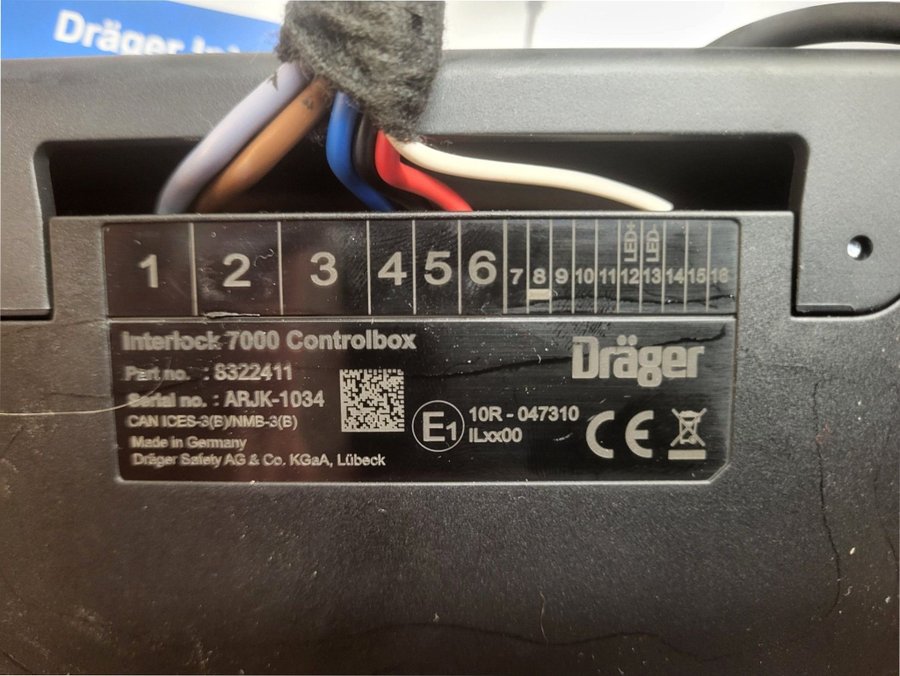 Dräger Int
1 2 3 4 5 6 7 8 9 10 11 12 13 14 15 16
LED+ LED-
Interlock 7000 Controlbox
Dräger
Part no. : 8322411
Serial no. : ARJK-1034
CAN ICES-3(B)/NMB-3(B)
Made in Germany
Dräger Safety AG & Co. KGaA, Lübeck
E1
10R - 047310
ILxx00
CE